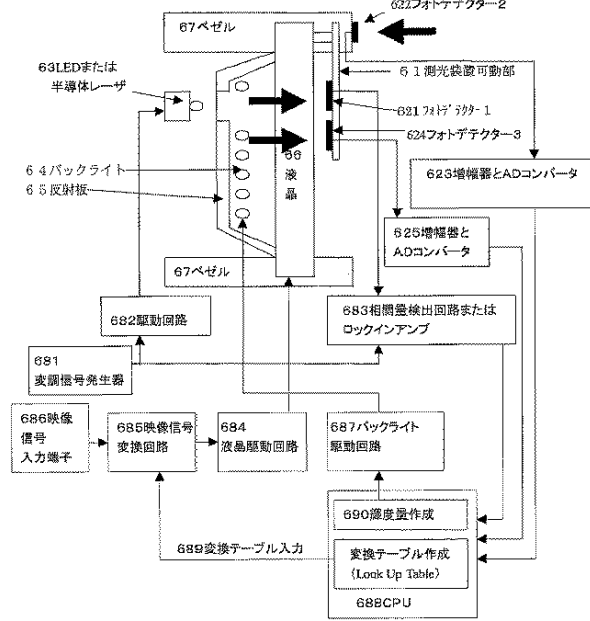 622フォトデテクター2
67ベゼル
63LEDまたは
半導体レーザ
61測光装置可動部
621フォトデテクター1
624フォトデテクター3
66
液
晶
64バックライト
65反射板
623増幅器とADコンバータ
625増幅器と
ADコンバータ
67ベゼル
682駆動回路
683相関量検出回路または
ロックインアンプ
681
変調信号発生器
686映像
信号
入力端子
685映像信号
変換回路
684
液晶駆動回路
687バックライト
駆動回路
690輝度量作成
689変換テーブル入力
変換テーブル作成
(Look Up Table)
688CPU